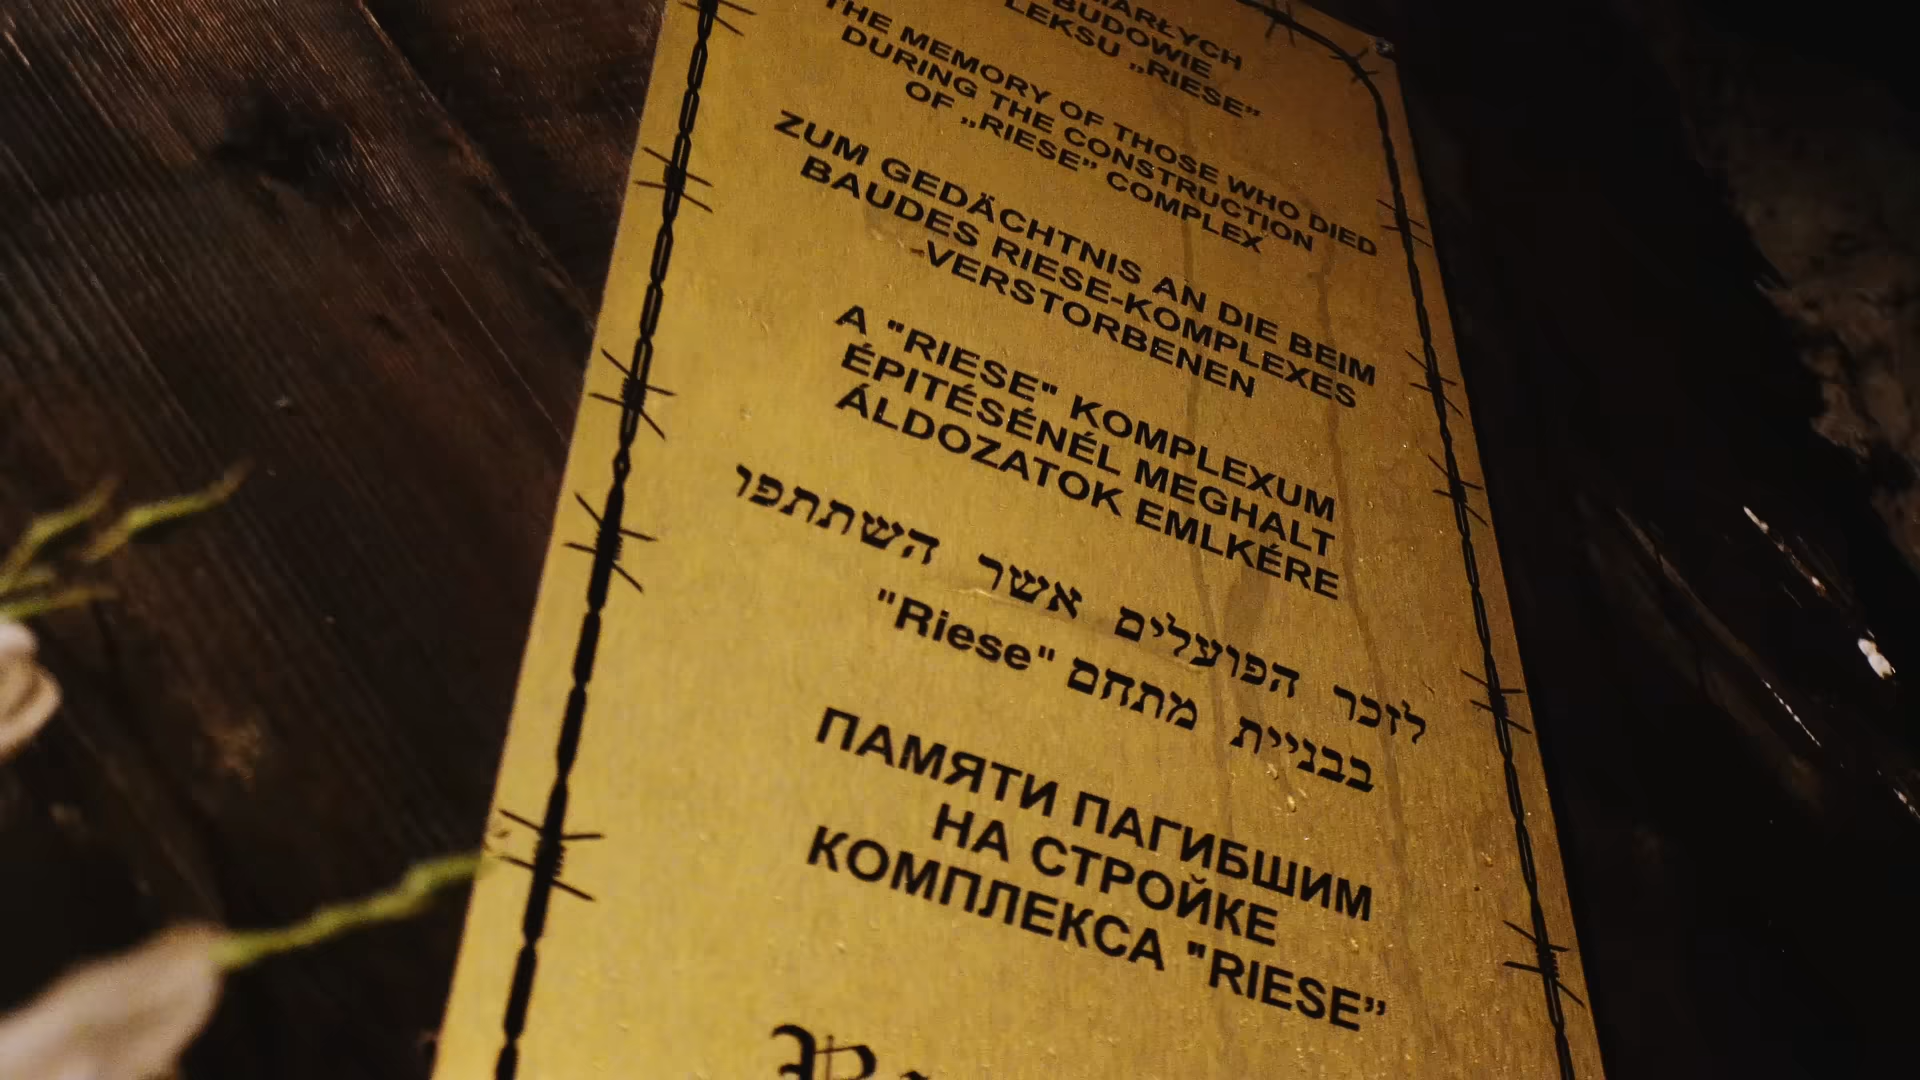 BUDOWIE
LEKSU „RIESE”
THE MEMORY OF THOSE WHO DIED
DURING THE CONSTRUCTION
OF „RIESE” COMPLEX
ZUM GEDÄCHTNIS AN DIE BEIM
BAUDES RIESE-KOMPLEXES
-VERSTORBENEN
A "RIESE" KOMPLEXUM
ÉPITÉSÉNÉL MEGHALT
ÁLDOZATOK EMLKÉRE
לזכר הפועלים אשר השתתפו
בבניית מתחם "Riese"
ПАМЯТИ ПАГИБШИМ
НА СТРОЙКЕ
КОМПЛЕКСА "RIESE”